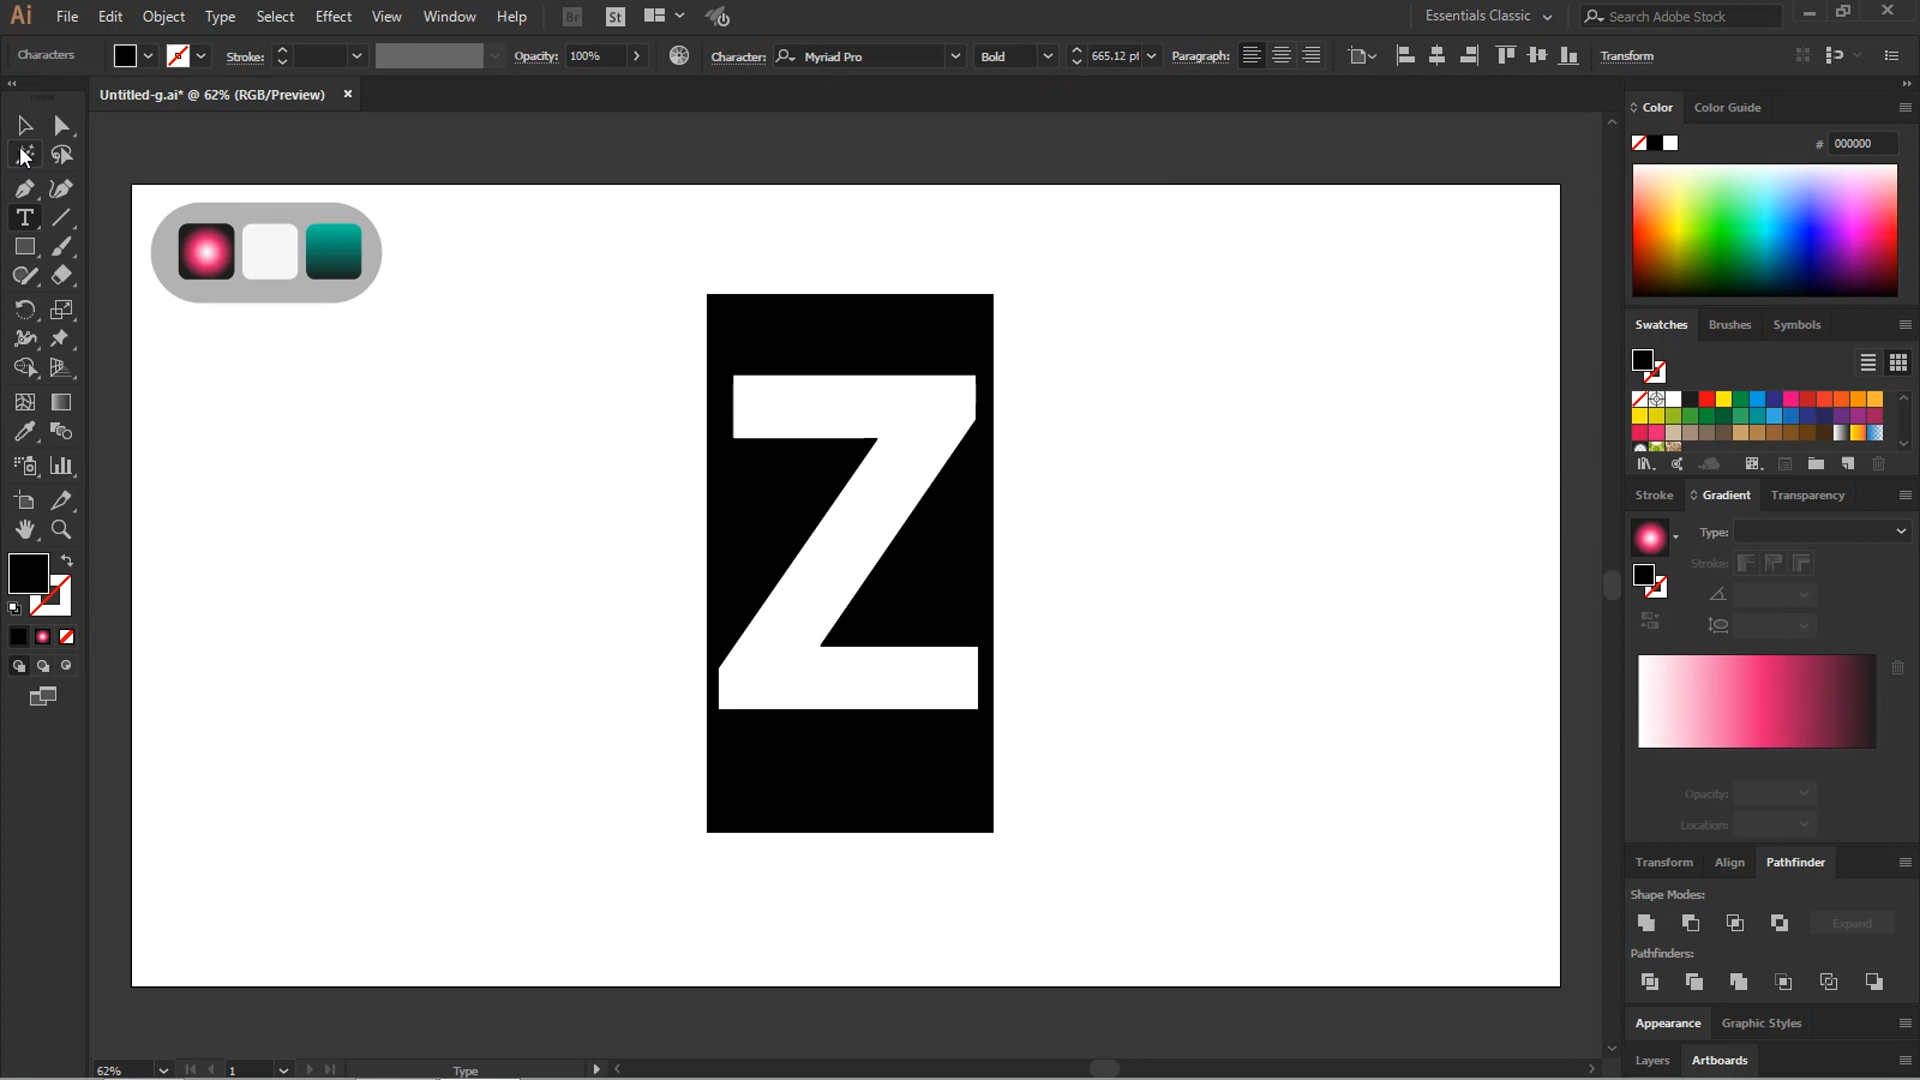 Ai File Edit Object Type Select Effect View Window Help Br St Essentials Classic Search Adobe Stock
Characters Stroke: Opacity: 100% Character: Myriad Pro Bold 665.12 pt Paragraph: Transform
Untitled-g.ai* @ 62% (RGB/Preview)
Color Color Guide
# 000000
Swatches Brushes Symbols
Stroke Gradient Transparency
Type:
Stroke:
Opacity:
Location:
Transform Align Pathfinder
Shape Modes:
Expand
Pathfinders:
Appearance Graphic Styles
Layers Artboards
Z
62% 1 Type